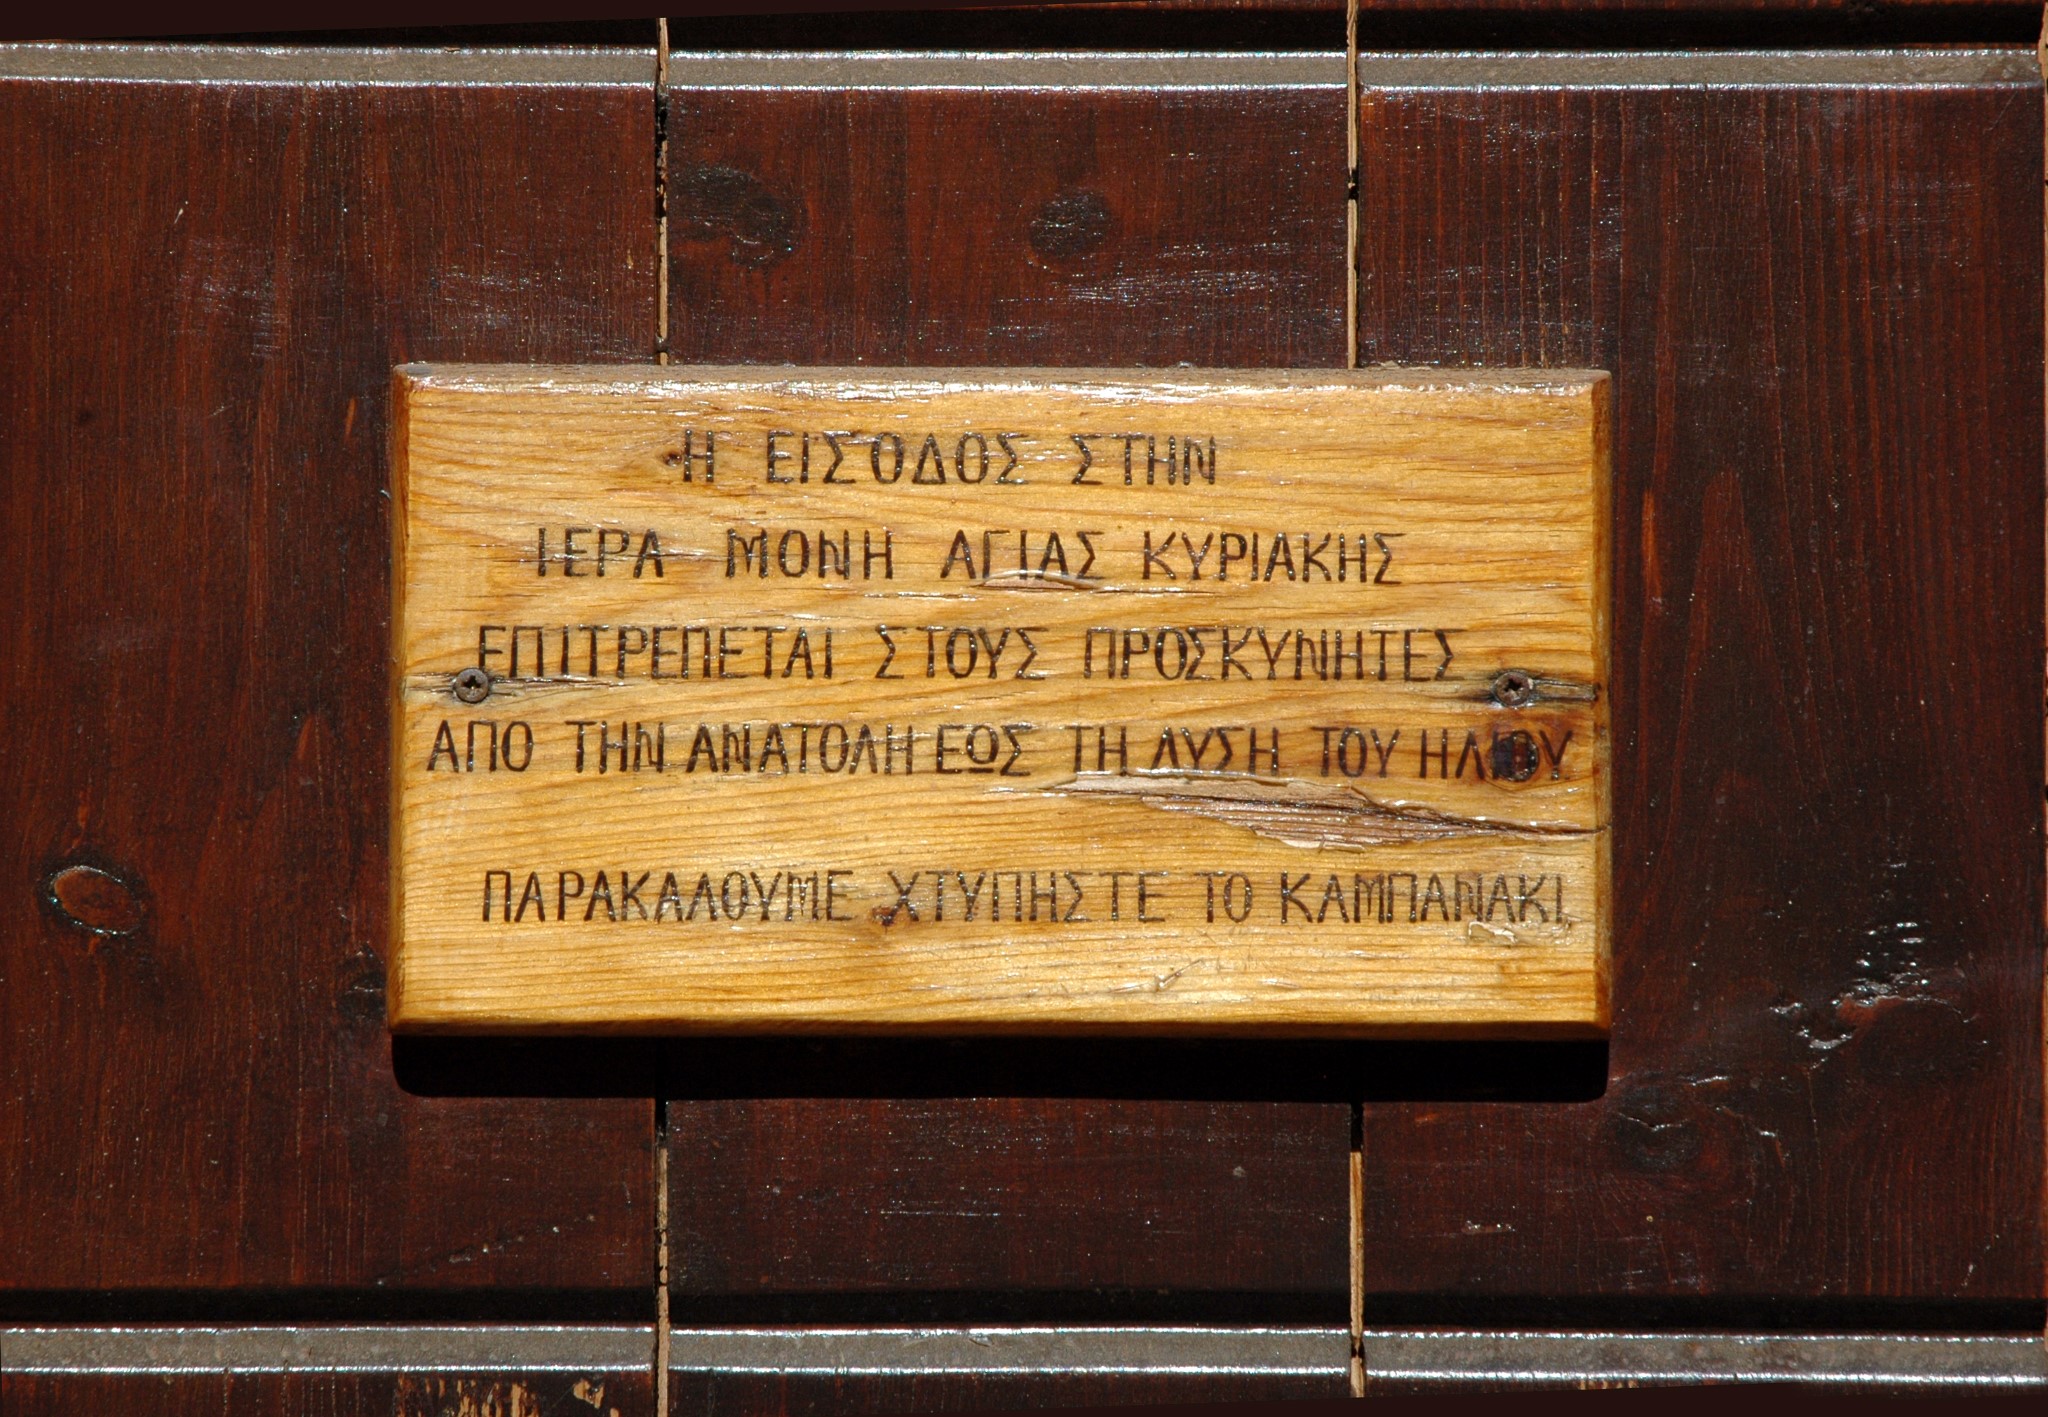 Η ΕΙΣΟΔΟΣ ΣΤΗΝ
ΙΕΡΑ ΜΟΝΗ ΑΓΙΑΣ ΚΥΡΙΑΚΗΣ
ΕΠΙΤΡΕΠΕΤΑΙ ΣΤΟΥΣ ΠΡΟΣΚΥΝΗΤΕΣ
ΑΠΟ ΤΗΝ ΑΝΑΤΟΛΗ ΕΩΣ ΤΗ ΔΥΣΗ ΤΟΥ ΗΛΙΟΥ
ΠΑΡΑΚΑΛΟΥΜΕ ΧΤΥΠΗΣΤΕ ΤΟ ΚΑΜΠΑΝΑΚΙ